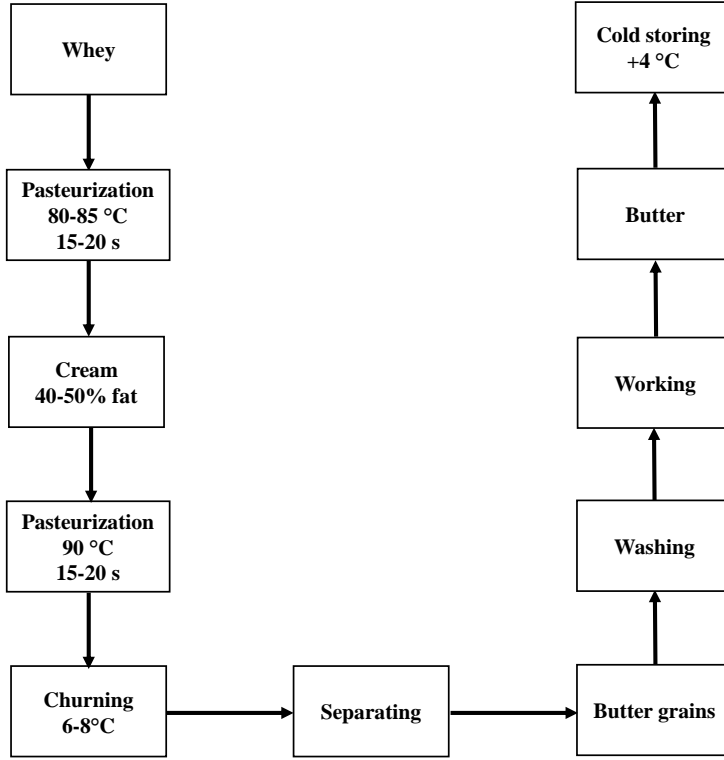 Whey
Pasteurization
80-85 °C
15-20 s
Cream
40-50% fat
Pasteurization
90 °C
15-20 s
Churning
6-8°C
Separating
Butter grains
Washing
Working
Butter
Cold storing
+4 °C